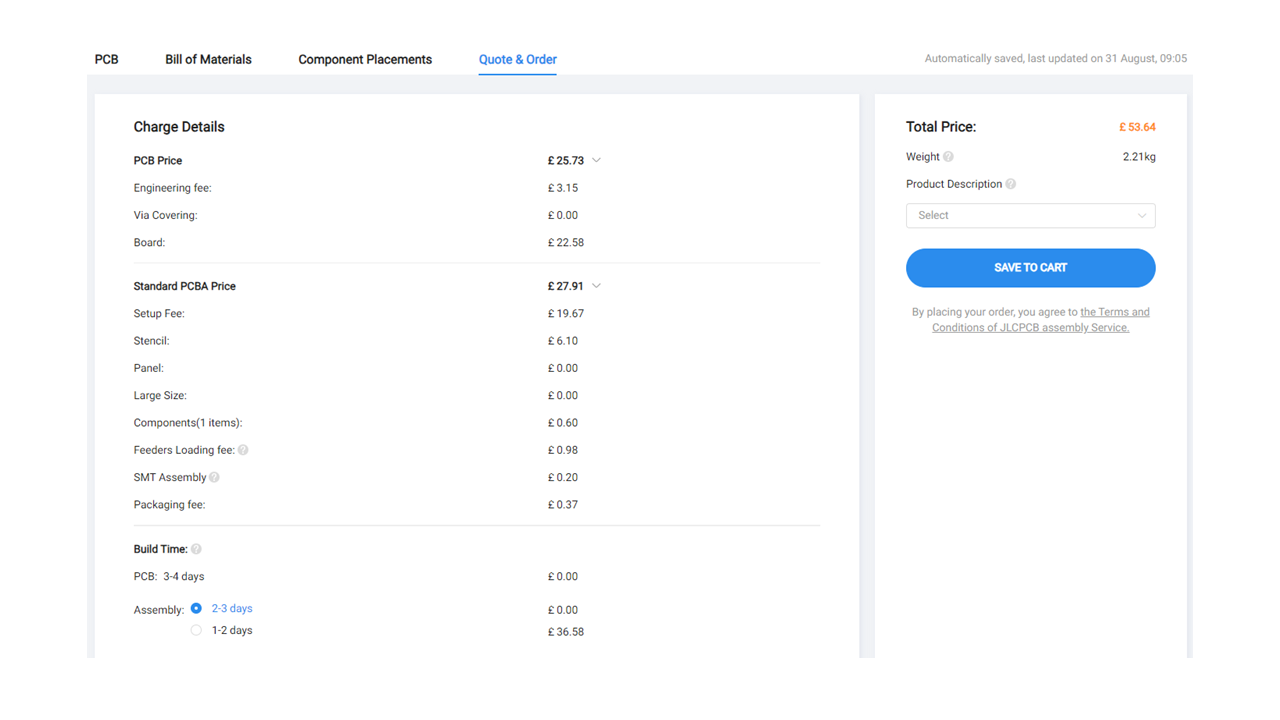 PCB Bill of Materials Component Placements Quote & Order Automatically saved, last updated on 31 August, 09:05
Charge Details
PCB Price £ 25.73
Engineering fee: £ 3.15
Via Covering: £ 0.00
Board: £ 22.58
Standard PCBA Price £ 27.91
Setup Fee: £ 19.67
Stencil: £ 6.10
Panel: £ 0.00
Large Size: £ 0.00
Components(1 items): £ 0.60
Feeders Loading fee: ? £ 0.98
SMT Assembly ? £ 0.20
Packaging fee: £ 0.37
Build Time: ?
PCB: 3-4 days £ 0.00
Assembly: 2-3 days £ 0.00
1-2 days £ 36.58
Total Price: £ 53.64
Weight ? 2.21kg
Product Description ?
Select
SAVE TO CART
By placing your order, you agree to the Terms and
Conditions of JLCPCB assembly Service.